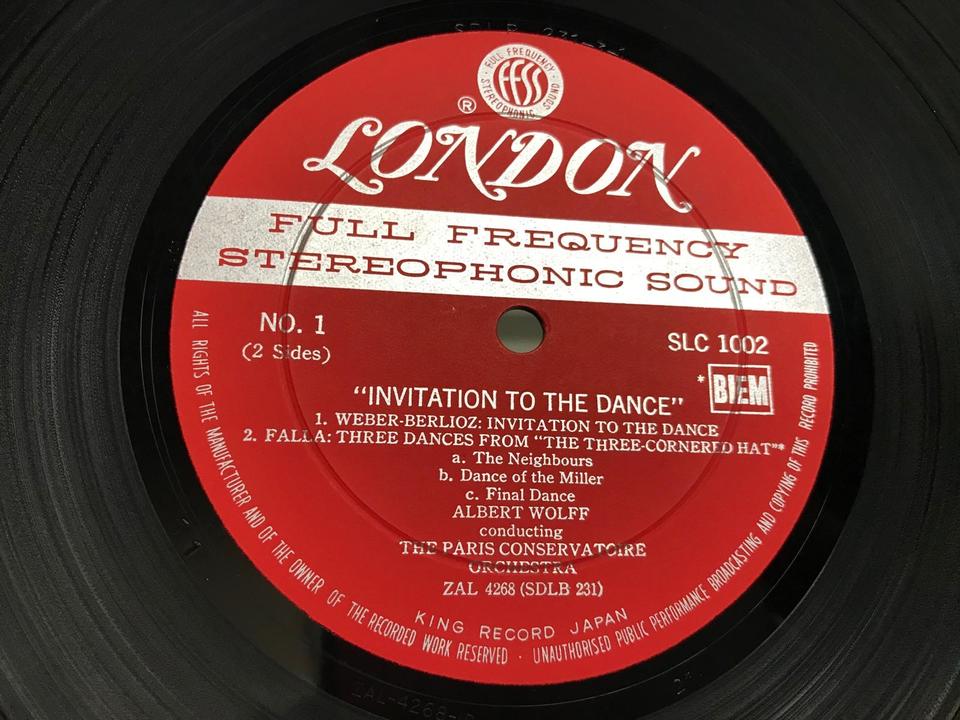 FULL FREQUENCY STEREOPHONIC SOUND
FFSS
®
LONDON
FULL FREQUENCY
STEREOPHONIC SOUND
NO. 1
(2 Sides)
SLC 1002
*BIEM
"INVITATION TO THE DANCE"
1. WEBER-BERLIOZ: INVITATION TO THE DANCE
2. FALLA: THREE DANCES FROM "THE THREE-CORNERED HAT"*
a. The Neighbours
b. Dance of the Miller
c. Final Dance
ALBERT WOLFF
conducting
THE PARIS CONSERVATOIRE
ORCHESTRA
ZAL 4268 (SDLB 231)
KING RECORD JAPAN
ALL RIGHTS OF THE MANUFACTURER AND OF THE OWNER OF THE RECORDED WORK RESERVED · UNAUTHORISED PUBLIC PERFORMANCE BROADCASTING AND COPYING OF THIS RECORD PROHIBITED